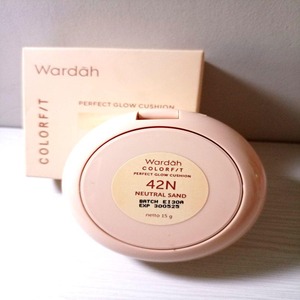 Wardah
PERFECT GLOW CUSHION
COLORFIT
Wardah
COLORFIT
PERFECT GLOW CUSHION
42N
NEUTRAL SAND
BATCH EI30A
EXP 300525
netto 15 g